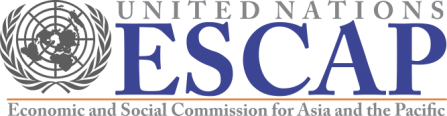 UNITED NATIONS
ESCAP
Economic and Social Commission for Asia and the Pacific